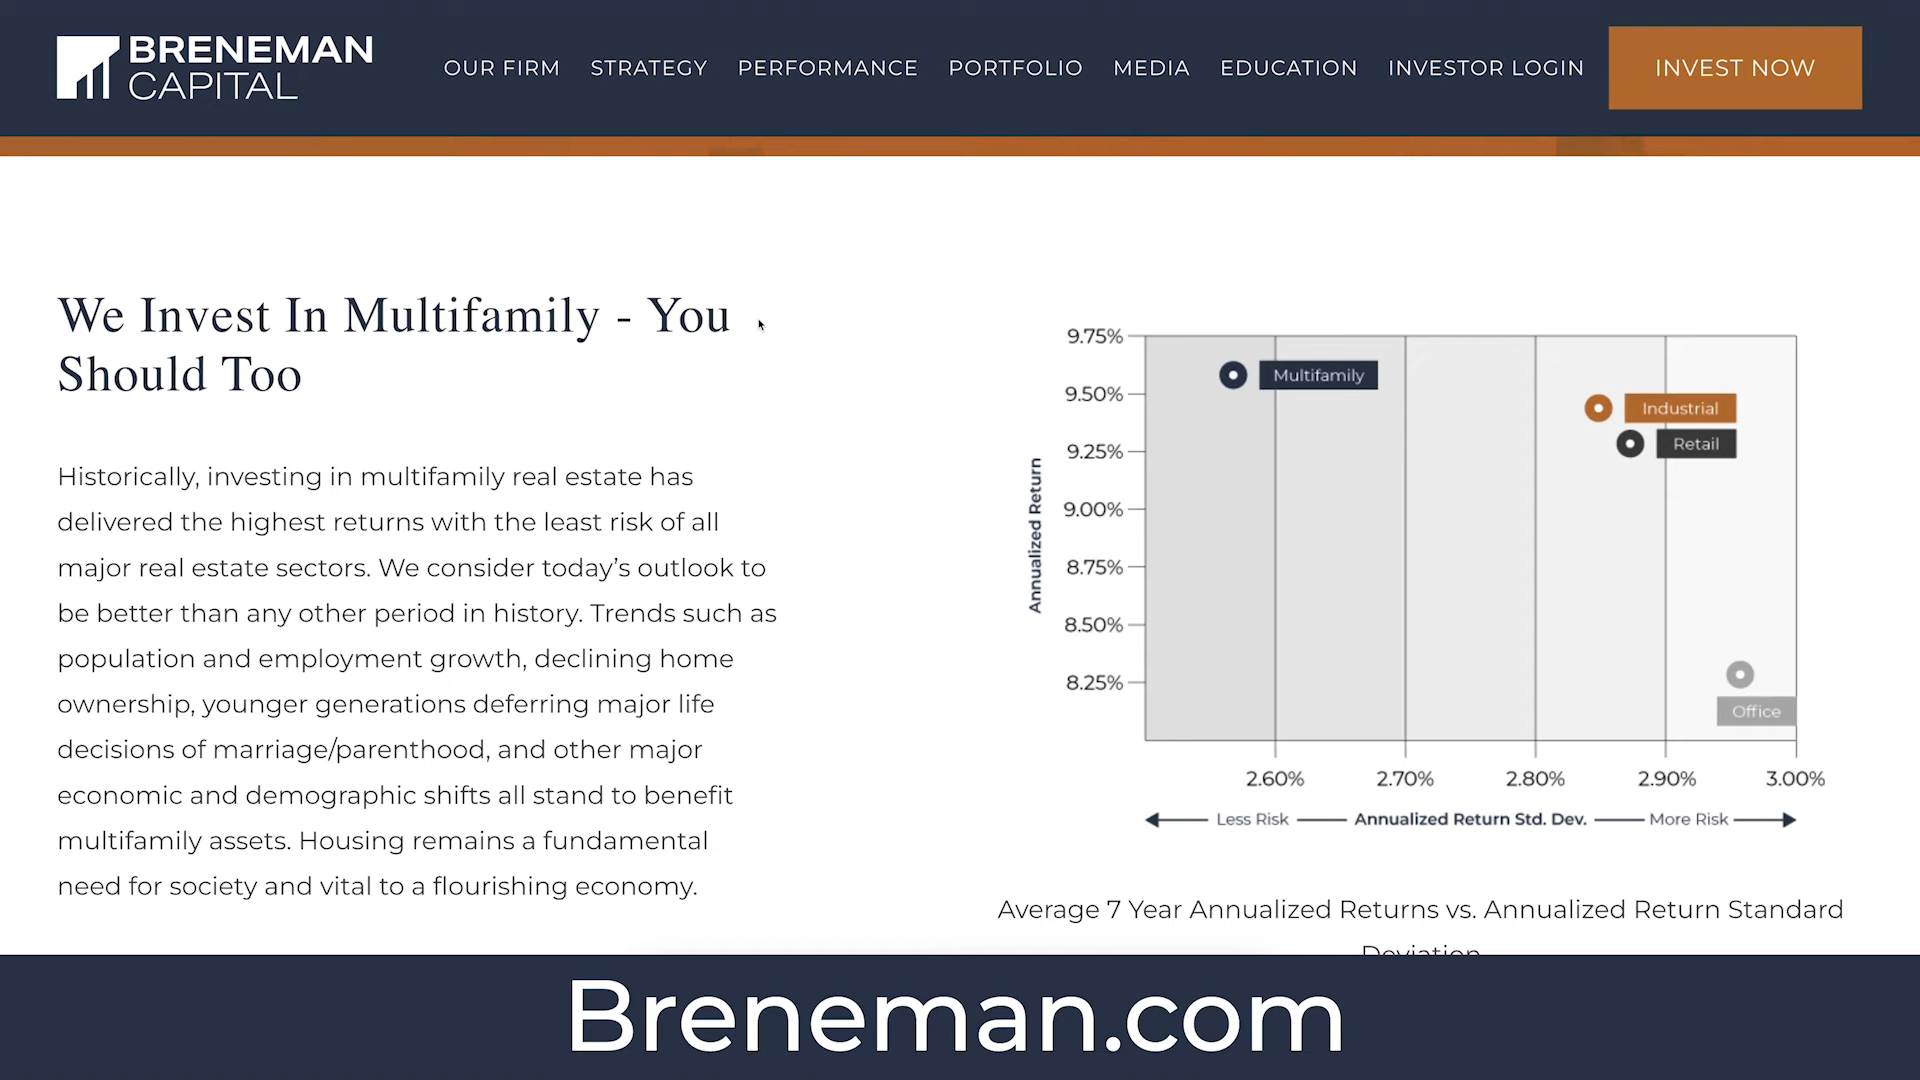 BRENEMAN
CAPITAL
OUR FIRM STRATEGY PERFORMANCE PORTFOLIO MEDIA EDUCATION INVESTOR LOGIN INVEST NOW
We Invest In Multifamily - You
Should Too
Historically, investing in multifamily real estate has
delivered the highest returns with the least risk of all
major real estate sectors. We consider today’s outlook to
be better than any other period in history. Trends such as
population and employment growth, declining home
ownership, younger generations deferring major life
decisions of marriage/parenthood, and other major
economic and demographic shifts all stand to benefit
multifamily assets. Housing remains a fundamental
need for society and vital to a flourishing economy.
Annualized Return
9.75%
9.50%
9.25%
9.00%
8.75%
8.50%
8.25%
Multifamily
Industrial
Retail
Office
2.60% 2.70% 2.80% 2.90% 3.00%
Less Risk Annualized Return Std. Dev. More Risk
Average 7 Year Annualized Returns vs. Annualized Return Standard
Deviation
Breneman.com